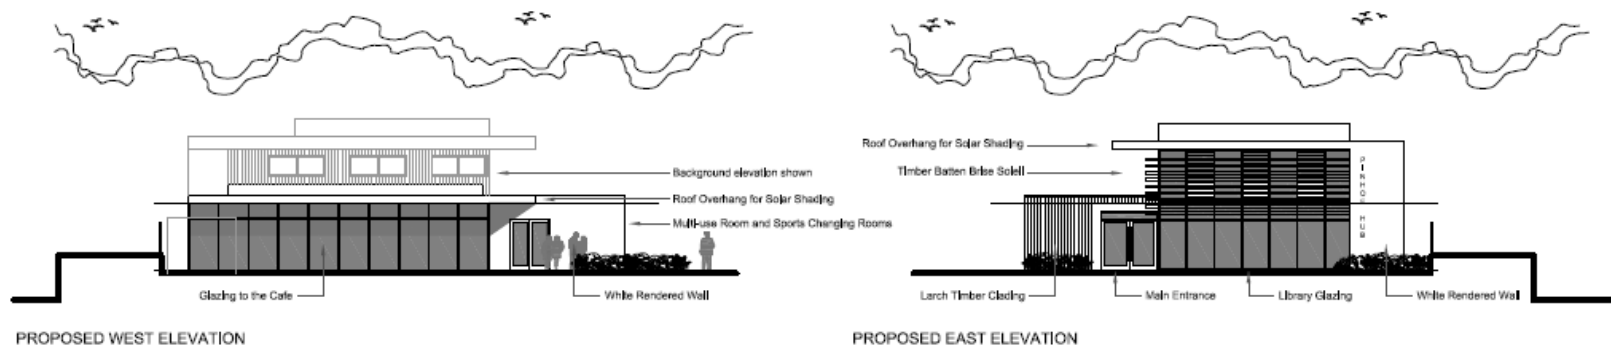 Background elevation shown
Roof Overhang for Solar Shading
Multi-use Room and Sports Changing Rooms
Glazing to the Cafe
White Rendered Wall
PROPOSED WEST ELEVATION
Roof Overhang for Solar Shading
Timber Batten Brise Soleil
PINHOE HUB
Larch Timber Clading
Main Entrance
Library Glazing
White Rendered Wall
PROPOSED EAST ELEVATION